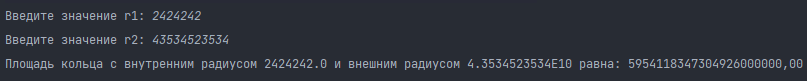 Введите значение r1: 2424242
Введите значение r2: 43534523534
Площадь кольца с внутренним радиусом 2424242.0 и внешним радиусом 4.3534523534E10 равна: 5954118347304926000000,00